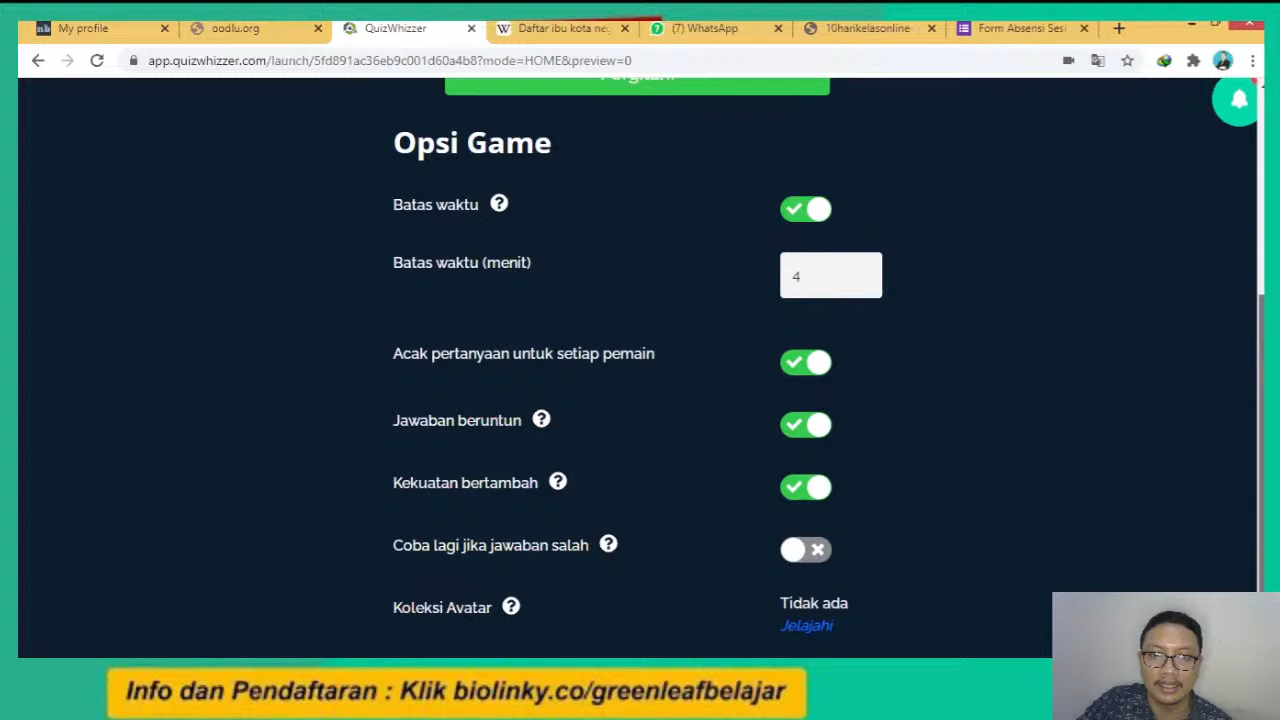 My profile
oodlu.org
QuizWhizzer
Daftar ibu kota neg
(7) WhatsApp
10harikelasonline-
Form Absensi Sesi
app.quizwhizzer.com/launch/5fd891ac36eb9c001d60a4b8?mode=HOME&preview=0
Opsi Game
Batas waktu
Batas waktu (menit)
4
Acak pertanyaan untuk setiap pemain
Jawaban beruntun
Kekuatan bertambah
Coba lagi jika jawaban salah
Koleksi Avatar
Tidak ada
Jelajahi
Info dan Pendaftaran : Klik biolinky.co/greenleafbelajar